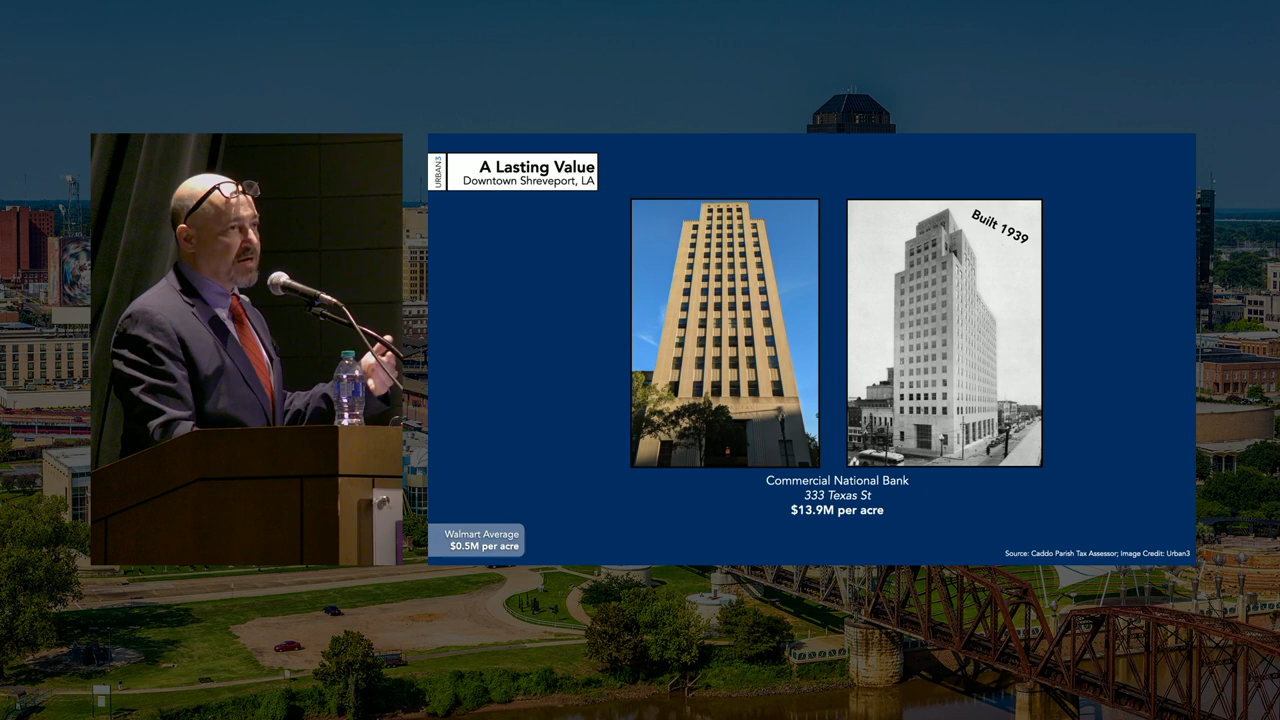 URBAN3
A Lasting Value
Downtown Shreveport, LA
Built 1939
Commercial National Bank
333 Texas St
$13.9M per acre
Walmart Average
$0.5M per acre
Source: Caddo Parish Tax Assessor; Image Credit: Urban3